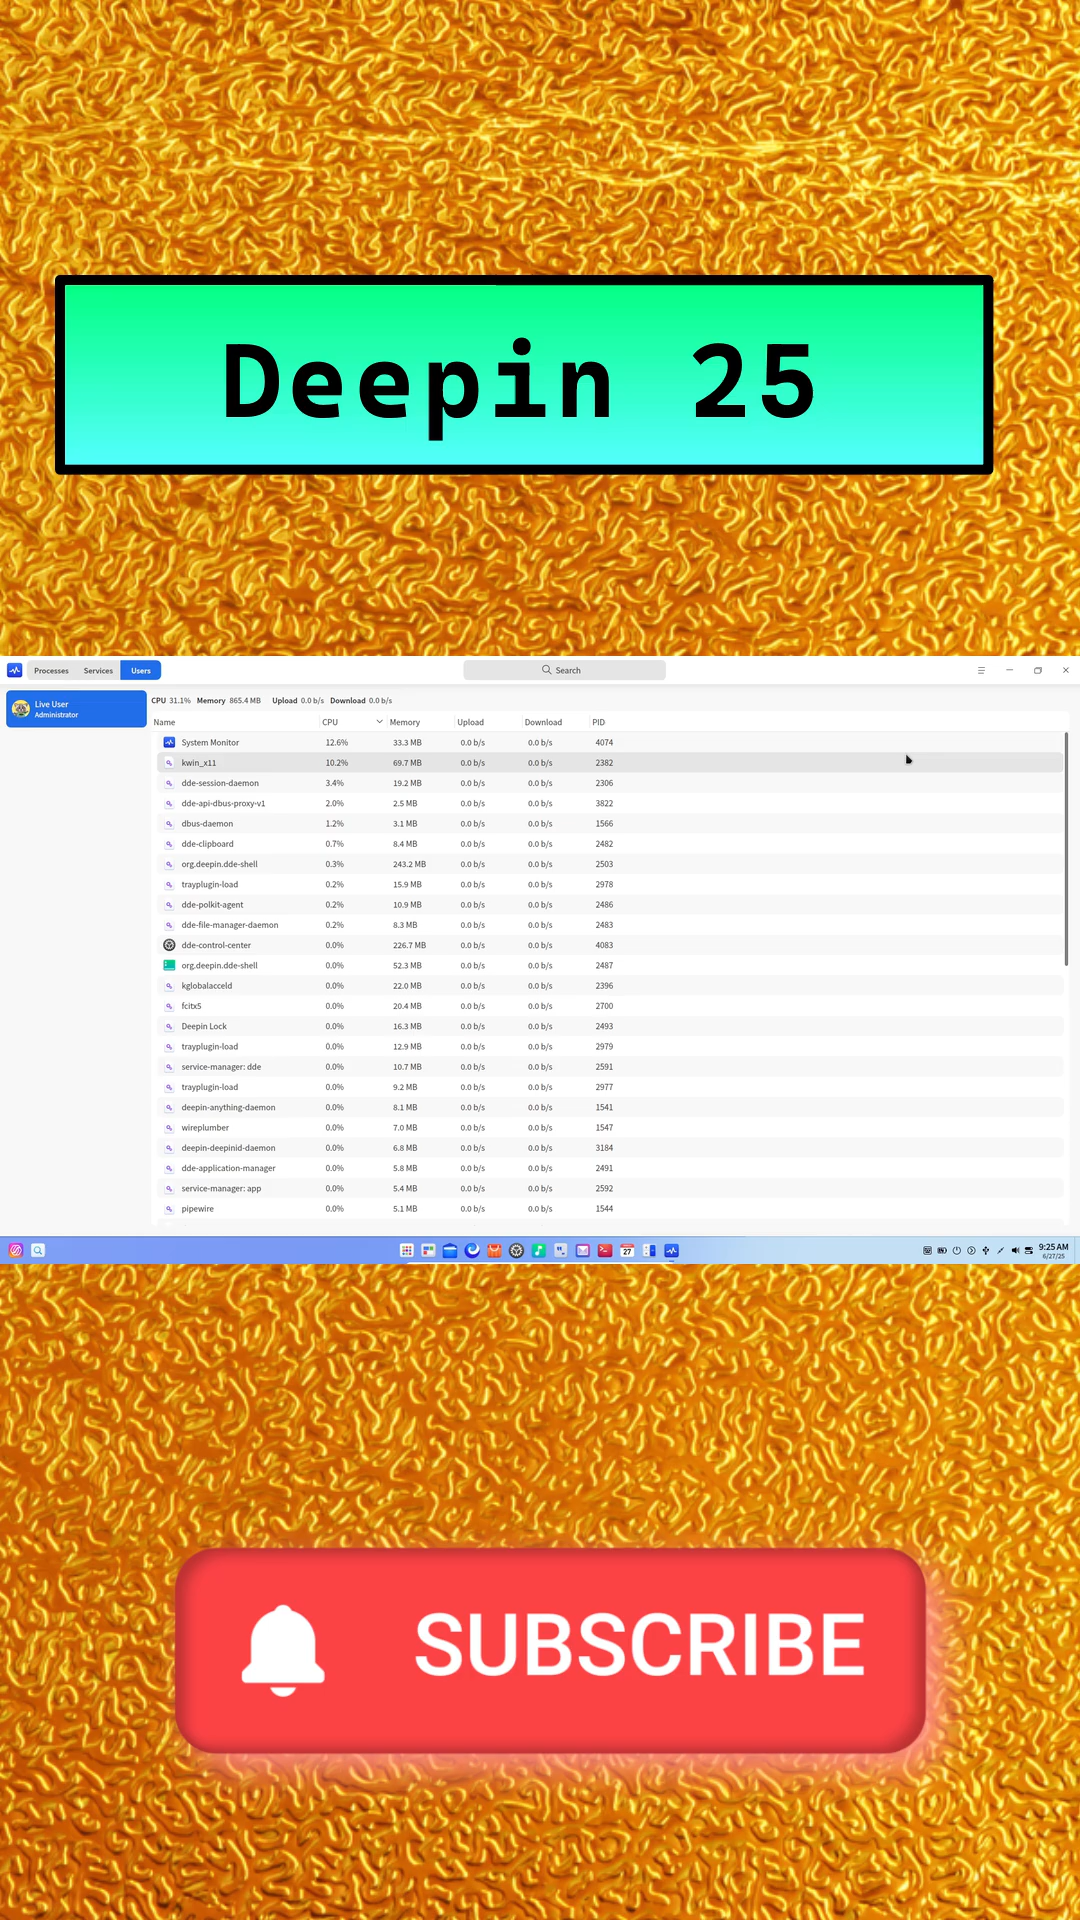 Deepin 25
Processes Services Users Search
Live User
Administrator
CPU 31.1% Memory 865.4 MB Upload 0.0 b/s Download 0.0 b/s
Name CPU Memory Upload Download PID
System Monitor 12.6% 33.3 MB 0.0 b/s 0.0 b/s 4074
kwin_x11 10.2% 69.7 MB 0.0 b/s 0.0 b/s 2382
dde-session-daemon 3.4% 19.2 MB 0.0 b/s 0.0 b/s 2306
dde-api-dbus-proxy-v1 2.0% 2.5 MB 0.0 b/s 0.0 b/s 3822
dbus-daemon 1.2% 3.1 MB 0.0 b/s 0.0 b/s 1566
dde-clipboard 0.7% 8.4 MB 0.0 b/s 0.0 b/s 2482
org.deepin.dde-shell 0.3% 243.2 MB 0.0 b/s 0.0 b/s 2503
trayplugin-load 0.2% 15.9 MB 0.0 b/s 0.0 b/s 2978
dde-polkit-agent 0.2% 10.9 MB 0.0 b/s 0.0 b/s 2486
dde-file-manager-daemon 0.2% 8.3 MB 0.0 b/s 0.0 b/s 2483
dde-control-center 0.0% 226.7 MB 0.0 b/s 0.0 b/s 4083
org.deepin.dde-shell 0.0% 52.3 MB 0.0 b/s 0.0 b/s 2487
kglobalacceld 0.0% 22.0 MB 0.0 b/s 0.0 b/s 2396
fcitx5 0.0% 20.4 MB 0.0 b/s 0.0 b/s 2700
Deepin Lock 0.0% 16.3 MB 0.0 b/s 0.0 b/s 2493
trayplugin-load 0.0% 12.9 MB 0.0 b/s 0.0 b/s 2979
service-manager: dde 0.0% 10.7 MB 0.0 b/s 0.0 b/s 2591
trayplugin-load 0.0% 9.2 MB 0.0 b/s 0.0 b/s 2977
deepin-anything-daemon 0.0% 8.1 MB 0.0 b/s 0.0 b/s 1541
wireplumber 0.0% 7.0 MB 0.0 b/s 0.0 b/s 1547
deepin-deepinid-daemon 0.0% 6.8 MB 0.0 b/s 0.0 b/s 3184
dde-application-manager 0.0% 5.8 MB 0.0 b/s 0.0 b/s 2491
service-manager: app 0.0% 5.4 MB 0.0 b/s 0.0 b/s 2592
pipewire 0.0% 5.1 MB 0.0 b/s 0.0 b/s 1544
27 9:25 AM
6/27/25
SUBSCRIBE